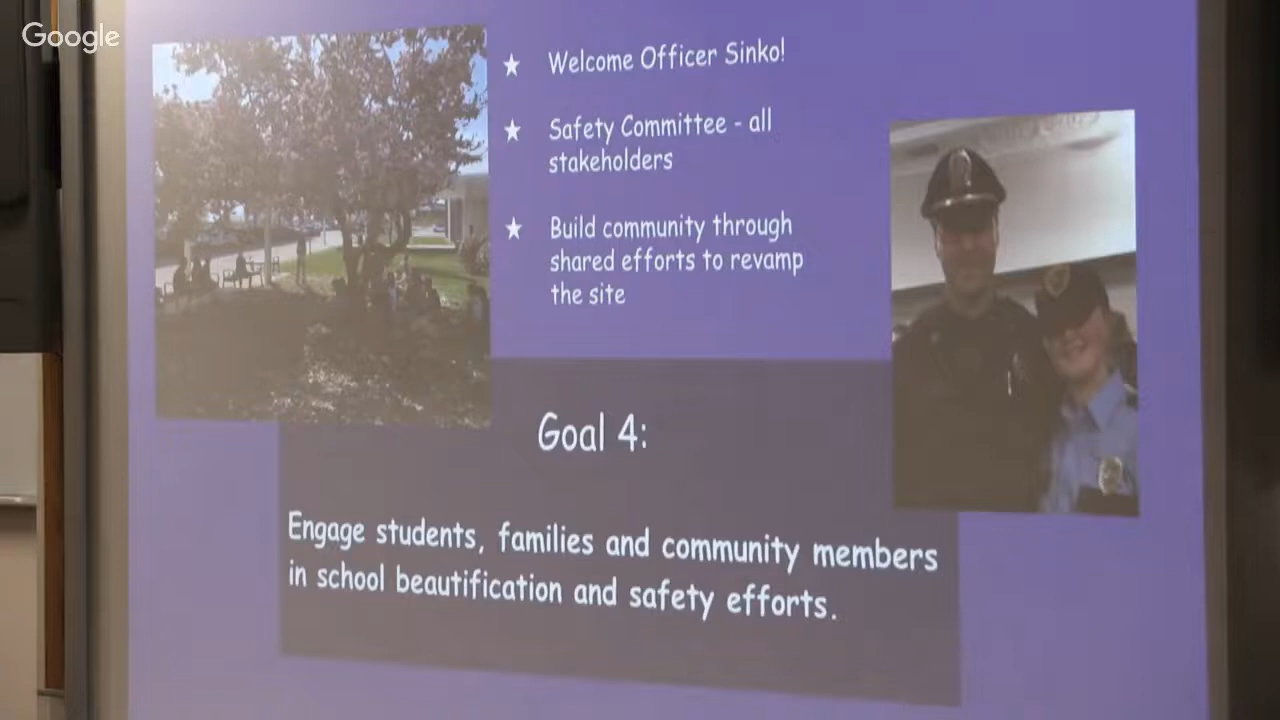 Google
★ Welcome Officer Sinko!
★ Safety Committee - all
stakeholders
★ Build community through
shared efforts to revamp
the site
Goal 4:
Engage students, families and community members
in school beautification and safety efforts.